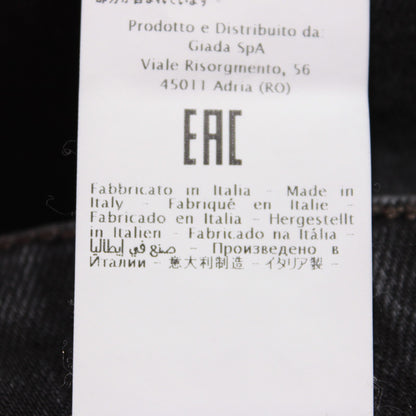 Prodotto e Distribuito da:
Giada SpA
Viale Risorgmento, 56
45011 Adria (RO)
EAC
Fabbricato in Italia - Made in
Italy - Fabriqué en Italie -
Fabricado en Italia - Hergestellt
in Italien - Fabricado na Itália -
صنع في إيطاليا - Произведено в
Италии - 意大利制造 - イタリア製 -